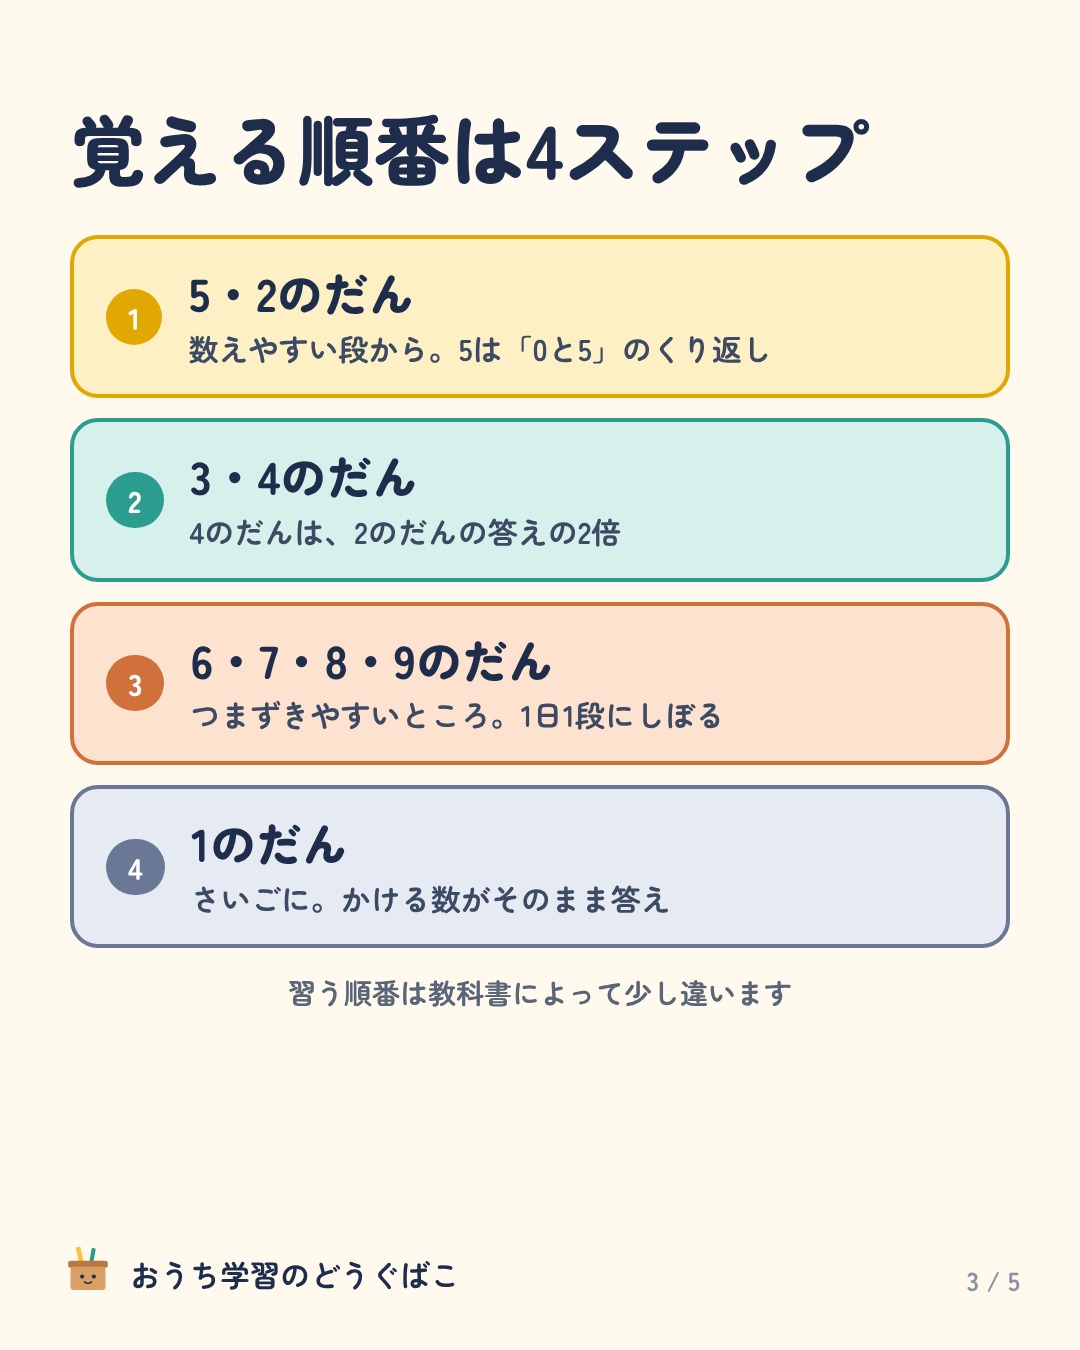 覚える順番は4ステップ
1
5・2のだん
数えやすい段から。5は「0と5」のくり返し
2
3・4のだん
4のだんは、2のだんの答えの2倍
3
6・7・8・9のだん
つまずきやすいところ。1日1段にしぼる
4
1のだん
さいごに。かける数がそのまま答え
習う順番は教科書によって少し違います
おうち学習のどうぐばこ
3 / 5